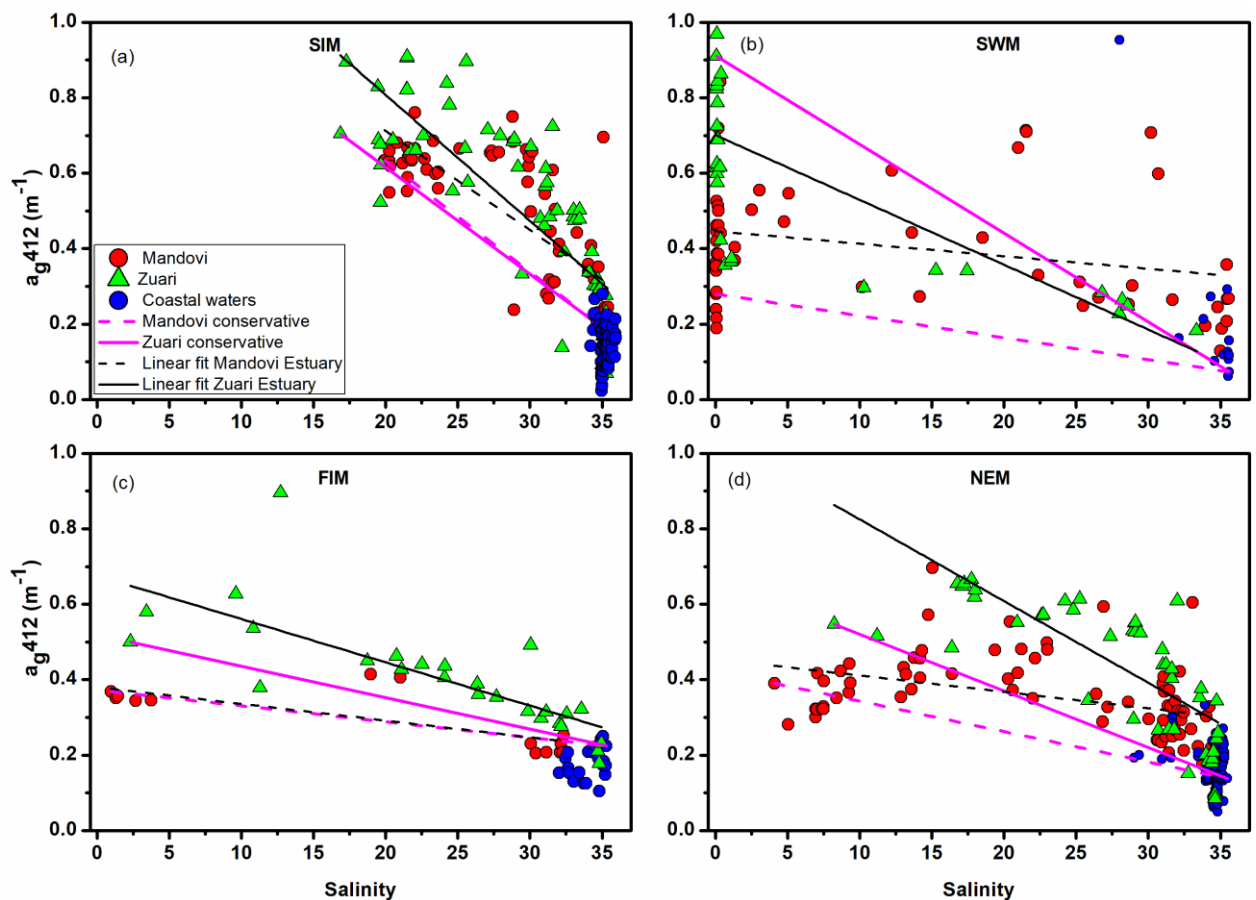 (a)
SIM
1.0
0.8
0.6
0.4
0.2
0.0
a_g412 (m⁻¹)
Mandovi
Zuari
Coastal waters
Mandovi conservative
Zuari conservative
Linear fit Mandovi Estuary
Linear fit Zuari Estuary
0 5 10 15 20 25 30 35
(b)
SWM
1.0
0.8
0.6
0.4
0.2
0.0
0 5 10 15 20 25 30 35
(c)
FIM
1.0
0.8
0.6
0.4
0.2
0.0
a_g412 (m⁻¹)
0 5 10 15 20 25 30 35
Salinity
(d)
NEM
1.0
0.8
0.6
0.4
0.2
0.0
0 5 10 15 20 25 30 35
Salinity